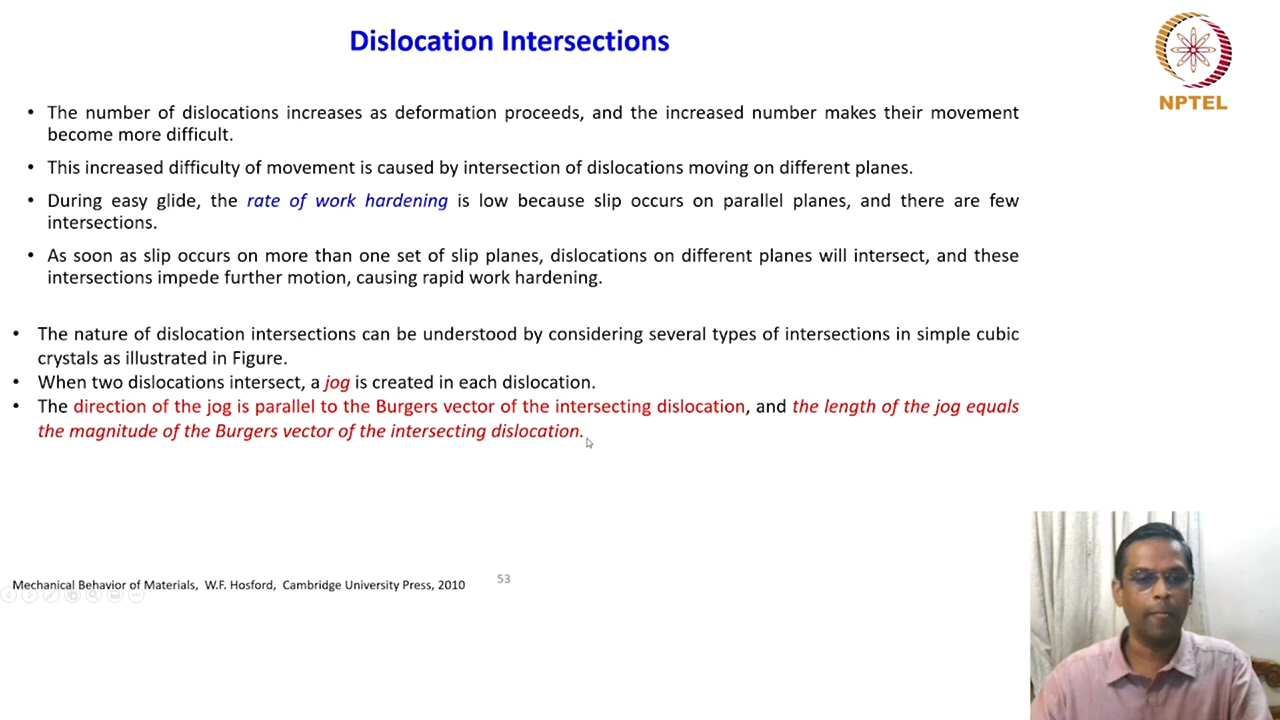 Dislocation Intersections
NPTEL
• The number of dislocations increases as deformation proceeds, and the increased number makes their movement
become more difficult.
• This increased difficulty of movement is caused by intersection of dislocations moving on different planes.
• During easy glide, the rate of work hardening is low because slip occurs on parallel planes, and there are few
intersections.
• As soon as slip occurs on more than one set of slip planes, dislocations on different planes will intersect, and these
intersections impede further motion, causing rapid work hardening.
• The nature of dislocation intersections can be understood by considering several types of intersections in simple cubic
crystals as illustrated in Figure.
• When two dislocations intersect, a jog is created in each dislocation.
• The direction of the jog is parallel to the Burgers vector of the intersecting dislocation, and the length of the jog equals
the magnitude of the Burgers vector of the intersecting dislocation.
Mechanical Behavior of Materials, W.F. Hosford, Cambridge University Press, 2010
53